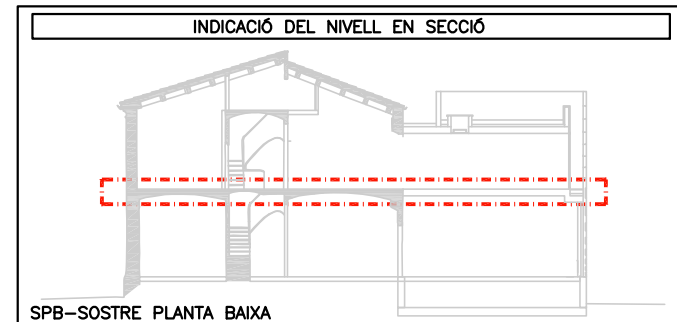 INDICACIÓ DEL NIVELL EN SECCIÓ
SPB-SOSTRE PLANTA BAIXA